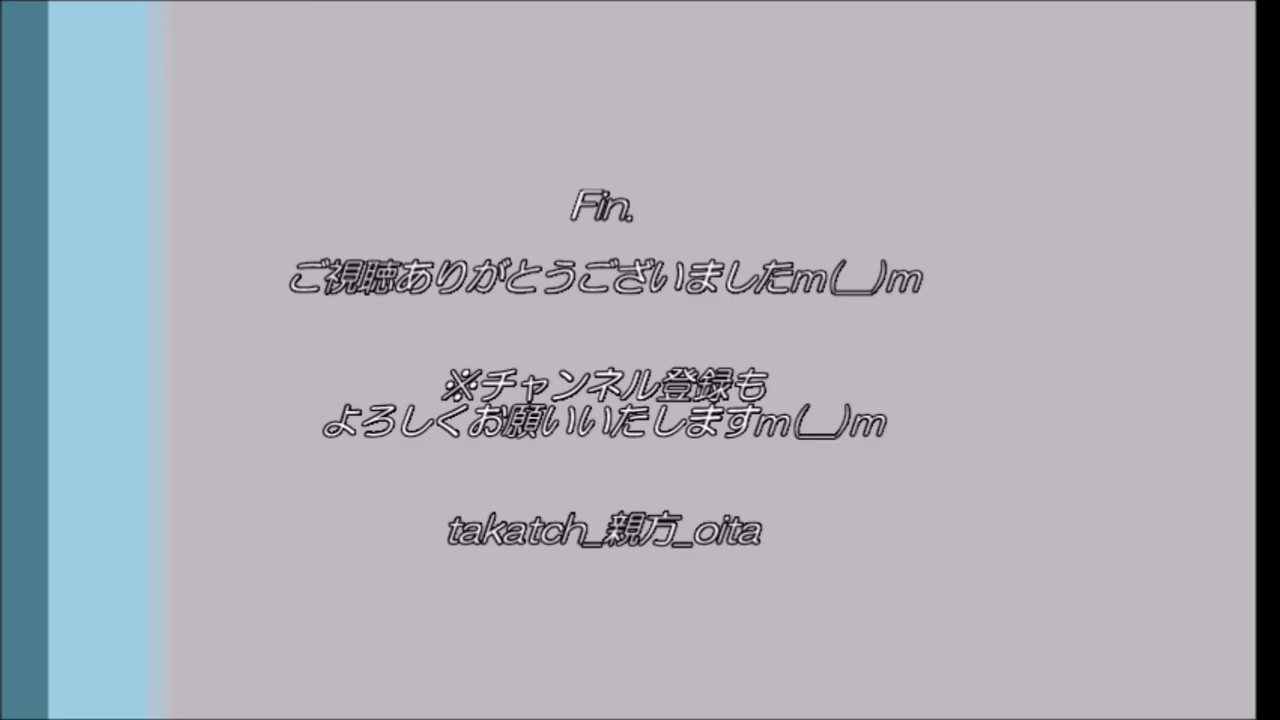 Fin.
ご視聴ありがとうございましたm(__)m
※チャンネル登録も
よろしくお願いいたしますm(__)m
takatch_親方_oita